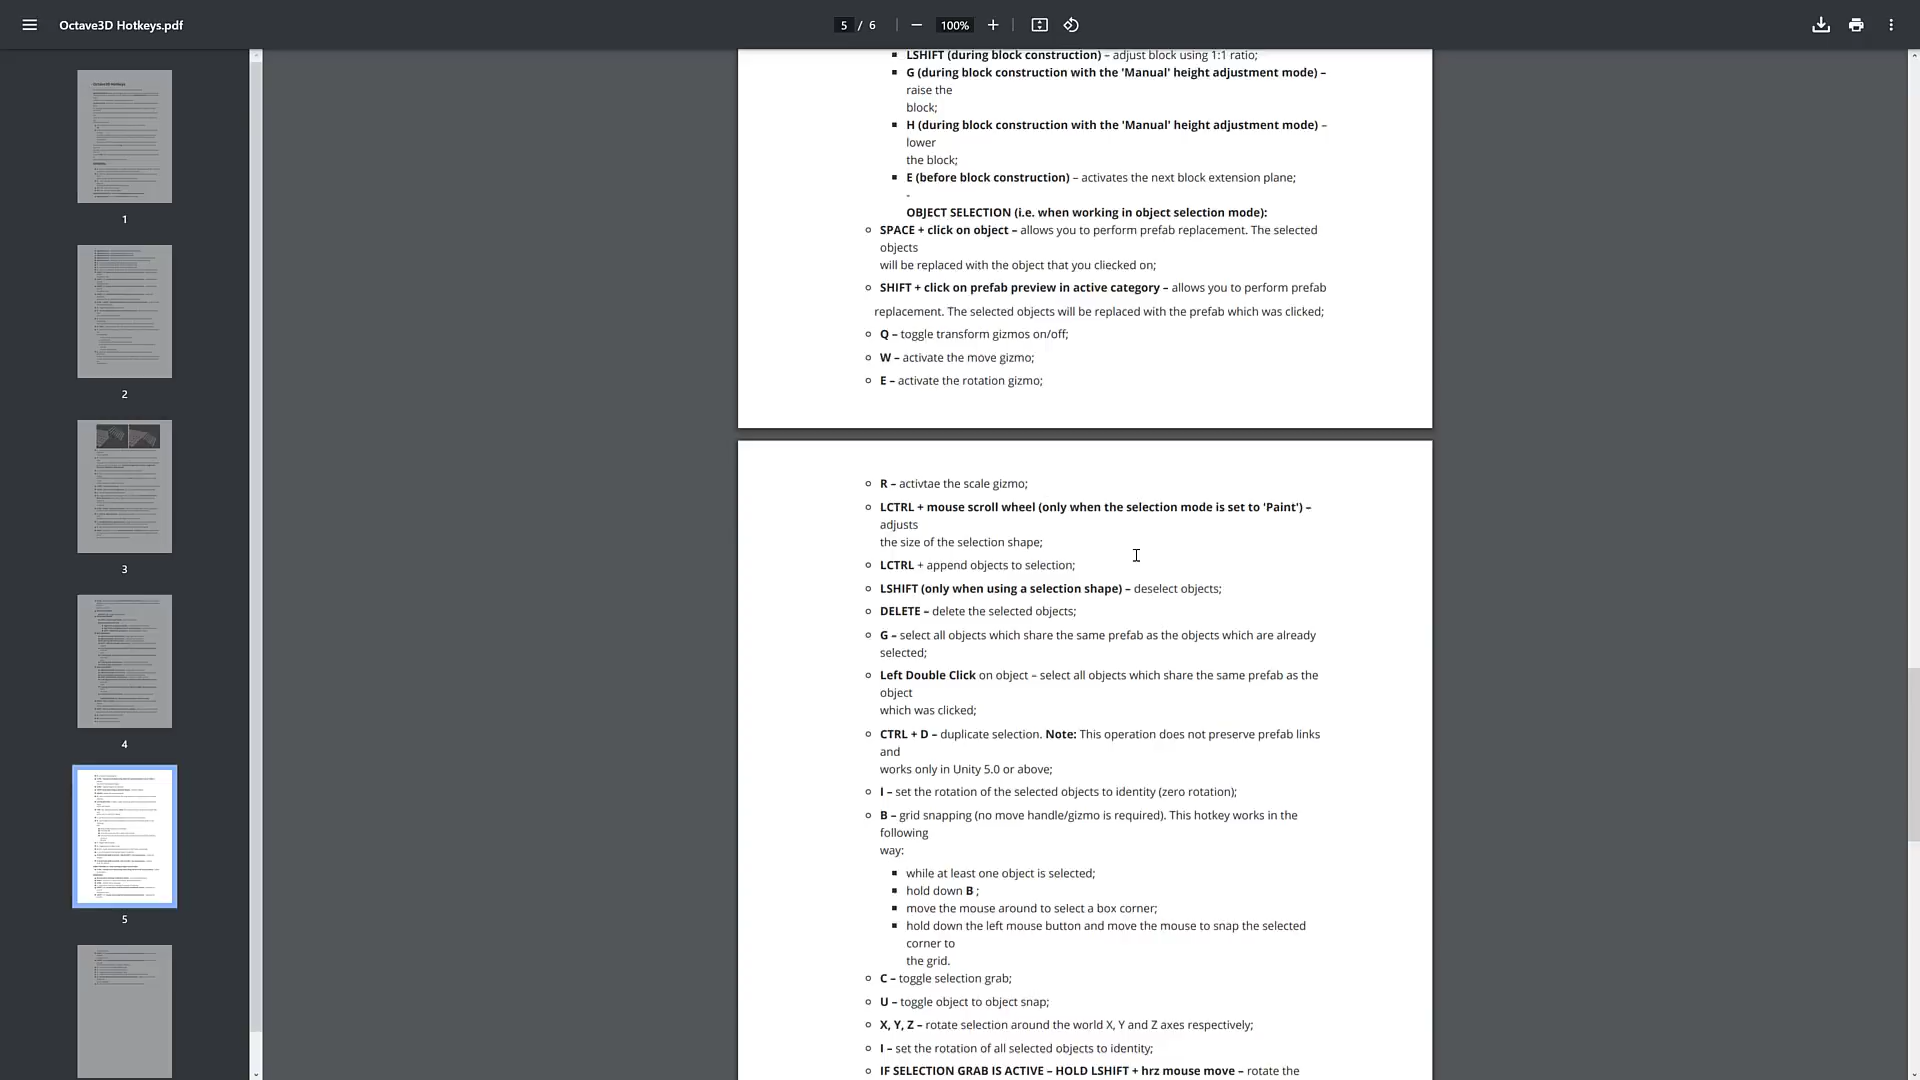 Octave3D Hotkeys.pdf
5 / 6
100%
1
2
3
4
5
LSHIFT (during block construction) – adjust block using 1:1 ratio;
G (during block construction with the 'Manual' height adjustment mode) –
raise the
block;
H (during block construction with the 'Manual' height adjustment mode) –
lower
the block;
E (before block construction) – activates the next block extension plane;
-
OBJECT SELECTION (i.e. when working in object selection mode):
SPACE + click on object – allows you to perform prefab replacement. The selected
objects
will be replaced with the object that you cliecked on;
SHIFT + click on prefab preview in active category – allows you to perform prefab
replacement. The selected objects will be replaced with the prefab which was clicked;
Q – toggle transform gizmos on/off;
W – activate the move gizmo;
E – activate the rotation gizmo;
R – activtae the scale gizmo;
LCTRL + mouse scroll wheel (only when the selection mode is set to 'Paint') –
adjusts
the size of the selection shape;
LCTRL + append objects to selection;
LSHIFT (only when using a selection shape) – deselect objects;
DELETE – delete the selected objects;
G – select all objects which share the same prefab as the objects which are already
selected;
Left Double Click on object – select all objects which share the same prefab as the
object
which was clicked;
CTRL + D – duplicate selection. Note: This operation does not preserve prefab links
and
works only in Unity 5.0 or above;
I – set the rotation of the selected objects to identity (zero rotation);
B – grid snapping (no move handle/gizmo is required). This hotkey works in the
following
way:
while at least one object is selected;
hold down B ;
move the mouse around to select a box corner;
hold down the left mouse button and move the mouse to snap the selected
corner to
the grid.
C – toggle selection grab;
U – toggle object to object snap;
X, Y, Z – rotate selection around the world X, Y and Z axes respectively;
I – set the rotation of all selected objects to identity;
IF SELECTION GRAB IS ACTIVE – HOLD LSHIFT + hrz mouse move – rotate the